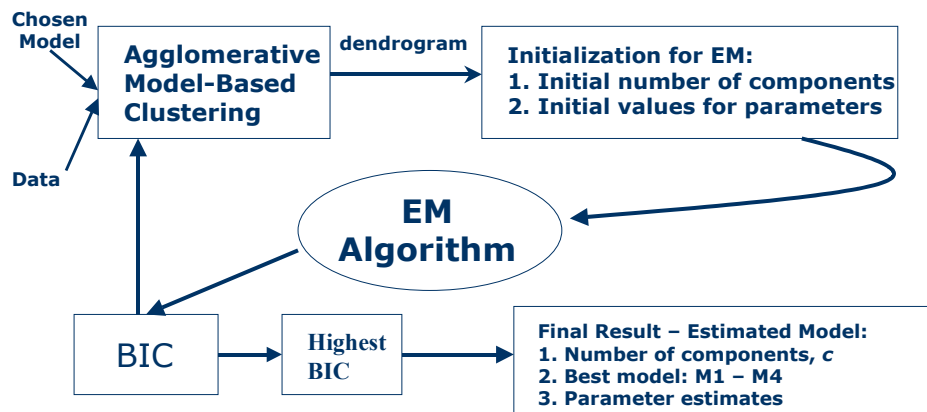 Chosen
Model
Data
Agglomerative
Model-Based
Clustering
dendrogram
Initialization for EM:
1. Initial number of components
2. Initial values for parameters
EM
Algorithm
BIC
Highest
BIC
Final Result – Estimated Model:
1. Number of components, c
2. Best model: M1 – M4
3. Parameter estimates